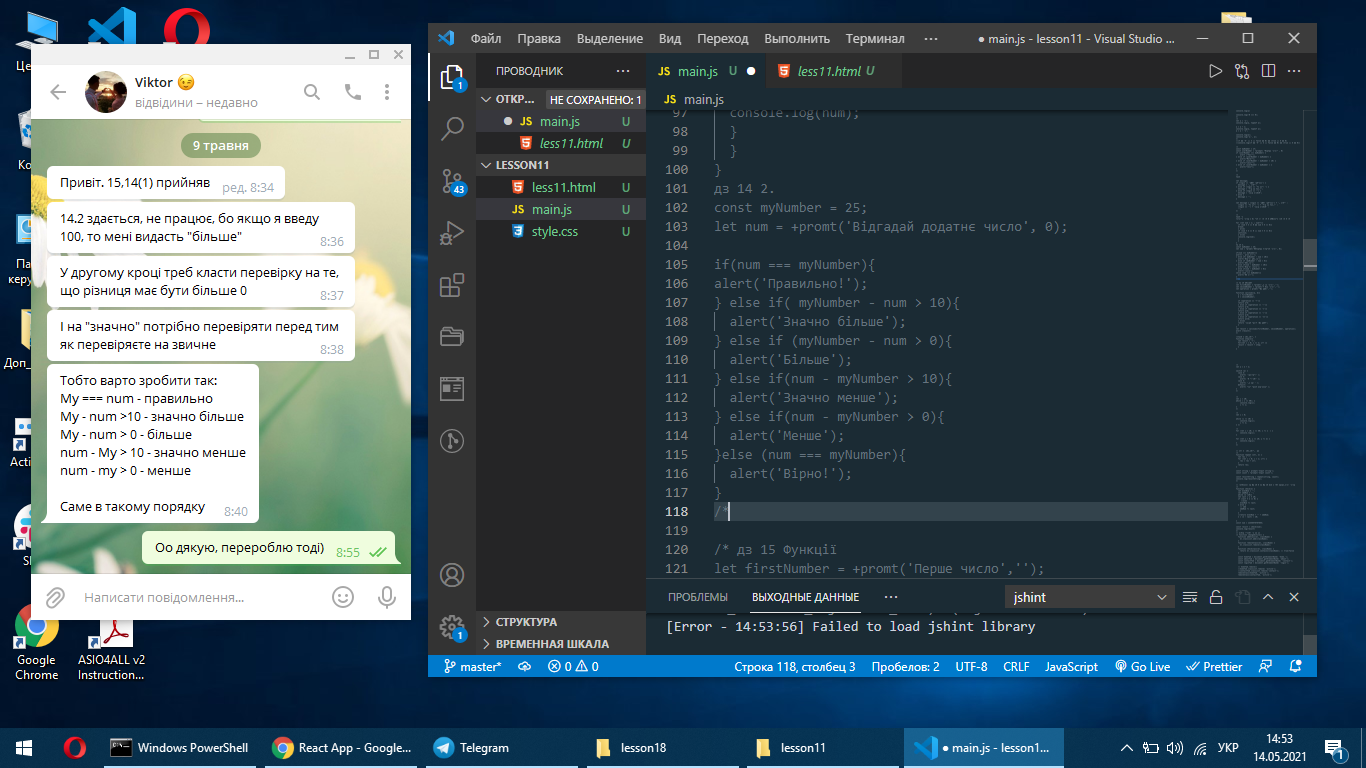 Viktor 😉
відвідини – недавно
9 травня
Привіт. 15,14(1) прийняв
ред. 8:34
14.2 здається, не працює, бо якщо я введу
100, то мені видасть "більше"
8:36
У другому кроці треб класти перевірку на те,
що різниця має бути більше 0
8:37
І на "значно" потрібно перевіряти перед тим
як перевіряєте на звичне
8:38
Тобто варто зробити так:
My === num - правильно
My - num >10 - значно більше
My - num > 0 - більше
num - My > 10 - значно менше
num - my > 0 - менше
Саме в такому порядку
8:40
Оо дякую, перероблю тоді)
8:55
Написати повідомлення...
Google
Chrome
ASIO4ALL v2
Instruction...
Файл Правка Выделение Вид Переход Выполнить Терминал ···
● main.js - lesson11 - Visual Studio ...
ПРОВОДНИК ···
ОТКР...
НЕ СОХРАНЕНО: 1
● JS main.js U
less11.html U
LESSON11
less11.html U
JS main.js U
style.css U
СТРУКТУРА
ВРЕМЕННАЯ ШКАЛА
1
43
1
JS main.js U ●
less11.html U
JS main.js
97 console.log(num);
98 }
99 }
100 }
101 дз 14 2.
102 const myNumber = 25;
103 let num = +promt('Відгадай додатнє число', 0);
104
105 if(num === myNumber){
106 alert('Правильно!');
107 } else if( myNumber - num > 10){
108 alert('Значно більше');
109 } else if (myNumber - num > 0){
110 alert('Більше');
111 } else if(num - myNumber > 10){
112 alert('Значно менше');
113 } else if(num - myNumber > 0){
114 alert('Менше');
115 }else (num === myNumber){
116 alert('Вірно!');
117 }
118 /*
119
120 /* дз 15 Функції
121 let firstNumber = +promt('Перше число','');
ПРОБЛЕМЫ ВЫХОДНЫЕ ДАННЫЕ ···
jshint
[Error - 14:53:56] Failed to load jshint library
master* 0 0
Строка 118, столбец 3 Пробелов: 2 UTF-8 CRLF JavaScript Go Live Prettier
Windows PowerShell
React App - Google...
Telegram
lesson18
lesson11
● main.js - lesson1...
УКР
14:53
14.05.2021
1